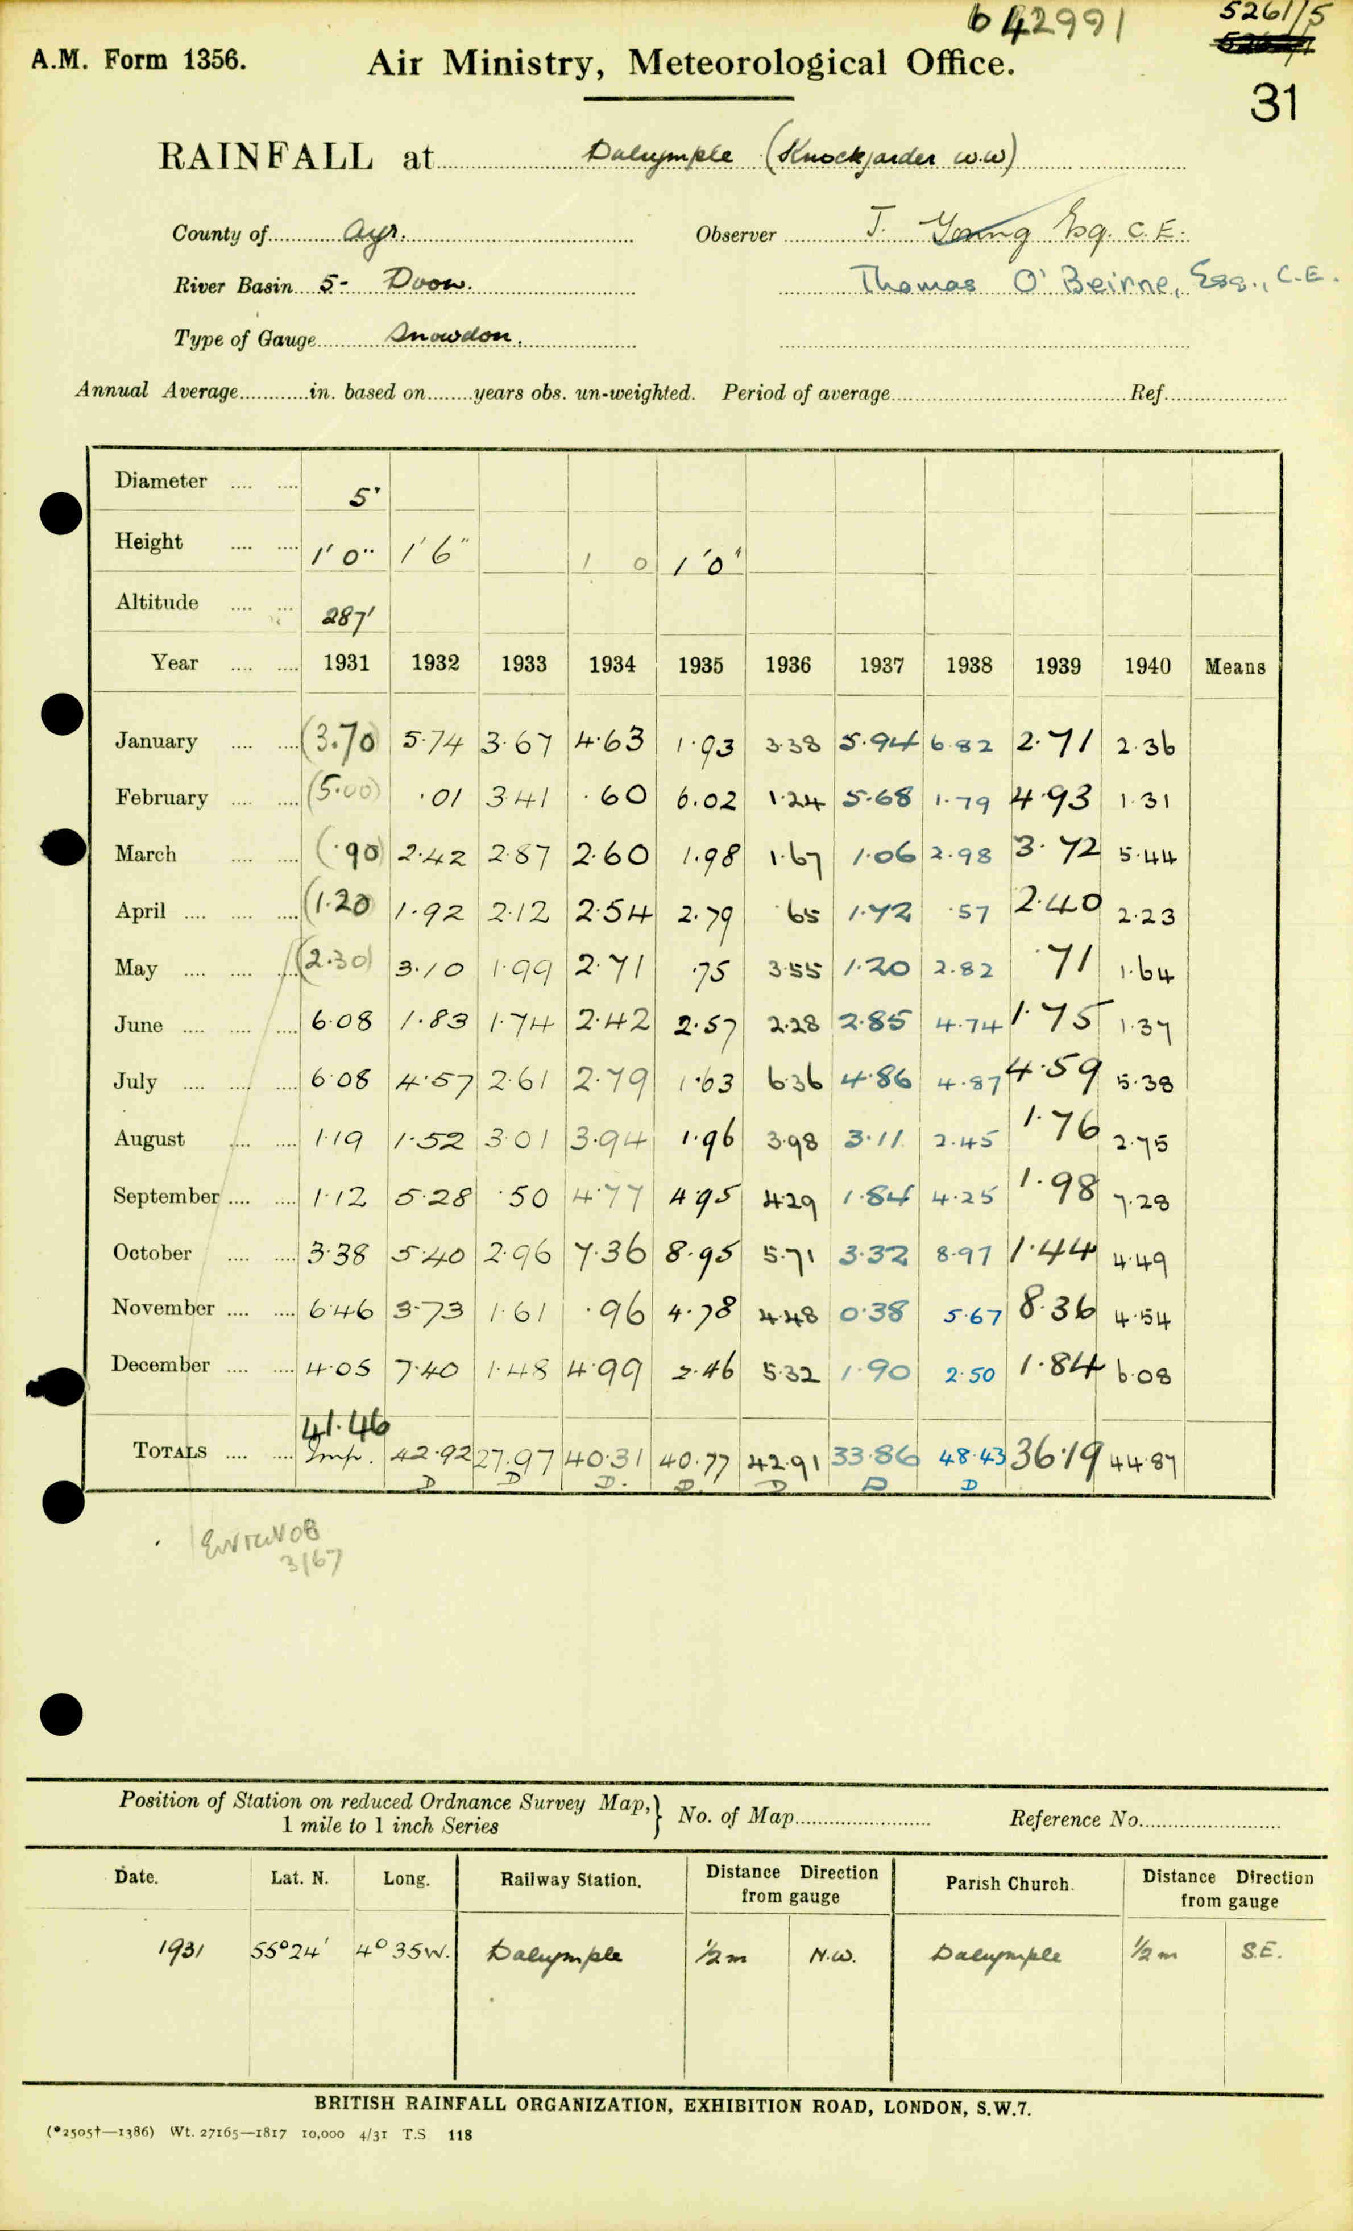 642991
5261/5
A.M. Form 1356.
Air Ministry, Meteorological Office.
31
RAINFALL at Dalrymple (Knockjarder W.W)
County of Ayr.
Observer J. Young Esq. C.E.
River Basin 5- Doon.
Thomas O'Beirne, Esq., C.E.
Type of Gauge Snowdon.
Annual Average in. based on years obs. un-weighted. Period of average Ref.
Diameter 5"
Height 1'0" 1'6" 1 0 1'0"
Altitude 287'
Year 1931 1932 1933 1934 1935 1936 1937 1938 1939 1940 Means
January (3.70) 5.74 3.67 4.63 1.93 3.38 5.94 6.82 2.71 2.36
February (5.00) .01 3.41 .60 6.02 1.24 5.68 1.79 4.93 1.31
March (.90) 2.42 2.87 2.60 1.98 1.67 1.06 2.98 3.72 5.44
April (1.20) 1.92 2.12 2.54 2.79 .65 1.72 .57 2.40 2.23
May (2.30) 3.10 1.99 2.71 .75 3.55 1.20 2.82 .71 1.64
June 6.08 1.83 1.74 2.42 2.57 2.28 2.85 4.74 1.75 1.37
July 6.08 4.57 2.61 2.79 1.63 6.36 4.86 4.87 4.59 5.38
August 1.19 1.52 3.01 3.94 1.96 3.98 3.11 2.45 1.76 2.75
September 1.12 5.28 .50 4.77 4.95 4.29 1.84 4.25 1.98 7.28
October 3.38 5.40 2.96 7.36 8.95 5.71 3.32 8.97 1.44 4.49
November 6.46 3.73 1.61 .96 4.78 4.48 0.38 5.67 8.36 4.54
December 4.05 7.40 1.48 4.99 2.46 5.32 1.90 2.50 1.84 6.08
41.46
TOTALS Imp. 42.92 27.97 40.31 40.77 42.91 33.86 48.43 36.19 44.87
D D D. D. D D D
3/67
Position of Station on reduced Ordnance Survey Map,} No. of Map Reference No.
1 mile to 1 inch Series
Date. Lat. N. Long. Railway Station. Distance Direction from gauge Parish Church. Distance Direction from gauge
1931 55°24' 4°35W. Dalrymple ½m N.W. Dalrymple ½m S.E.
BRITISH RAINFALL ORGANIZATION, EXHIBITION ROAD, LONDON, S.W.7.
(*2505†—1386) Wt. 27165—1817 10,000 4/31 T.S 118